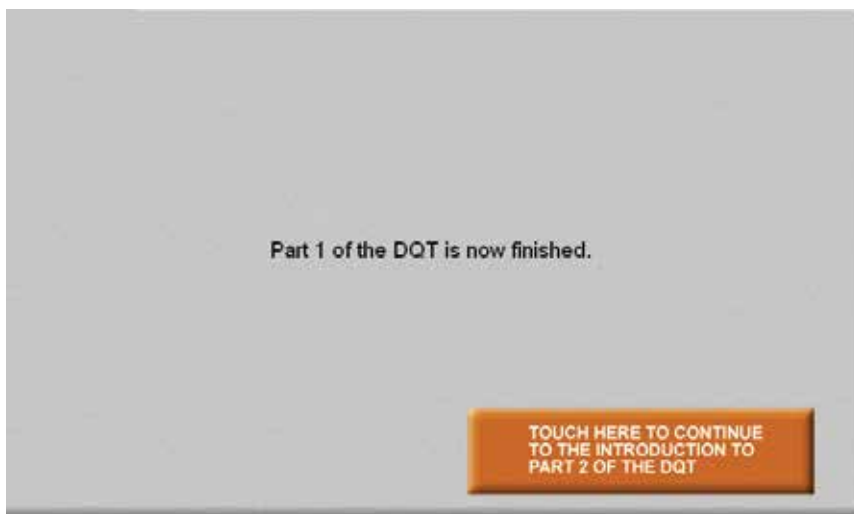 Part 1 of the DQT is now finished.
TOUCH HERE TO CONTINUE
TO THE INTRODUCTION TO
PART 2 OF THE DQT